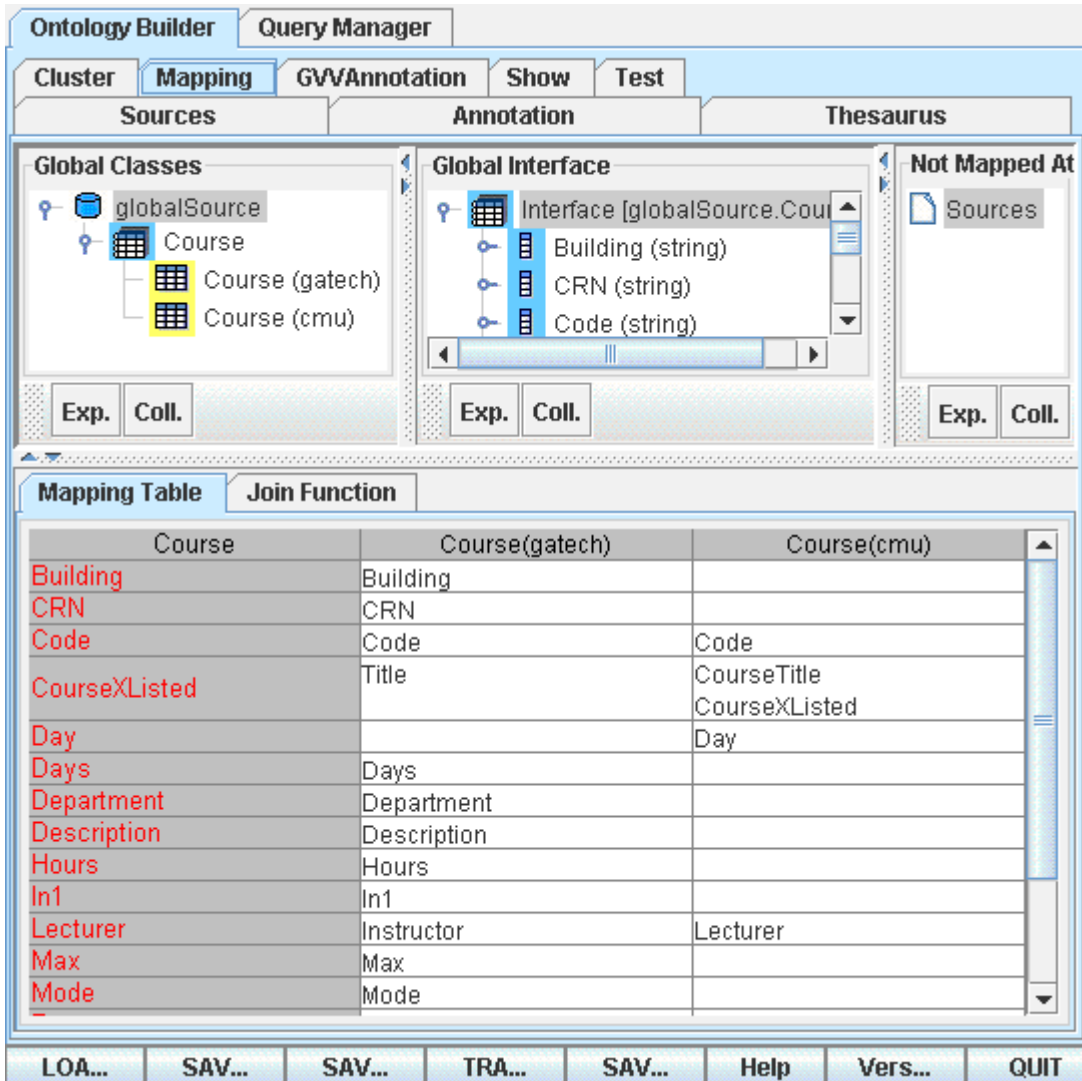 Ontology Builder Query Manager
Cluster Mapping GVVAnnotation Show Test
Sources Annotation Thesaurus
Global Classes Global Interface Not Mapped At
globalSource Interface [globalSource.Cour Sources
Course Building (string)
Course (gatech) CRN (string)
Course (cmu) Code (string)
Exp. Coll. Exp. Coll. Exp. Coll.
Mapping Table Join Function
Course Course(gatech) Course(cmu)
Building Building
CRN CRN
Code Code Code
CourseXListed Title CourseTitle
CourseXListed
Day Day
Days Days
Department Department
Description Description
Hours Hours
In1 In1
Lecturer Instructor Lecturer
Max Max
Mode Mode
LOA... SAV... SAV... TRA... SAV... Help Vers... QUIT